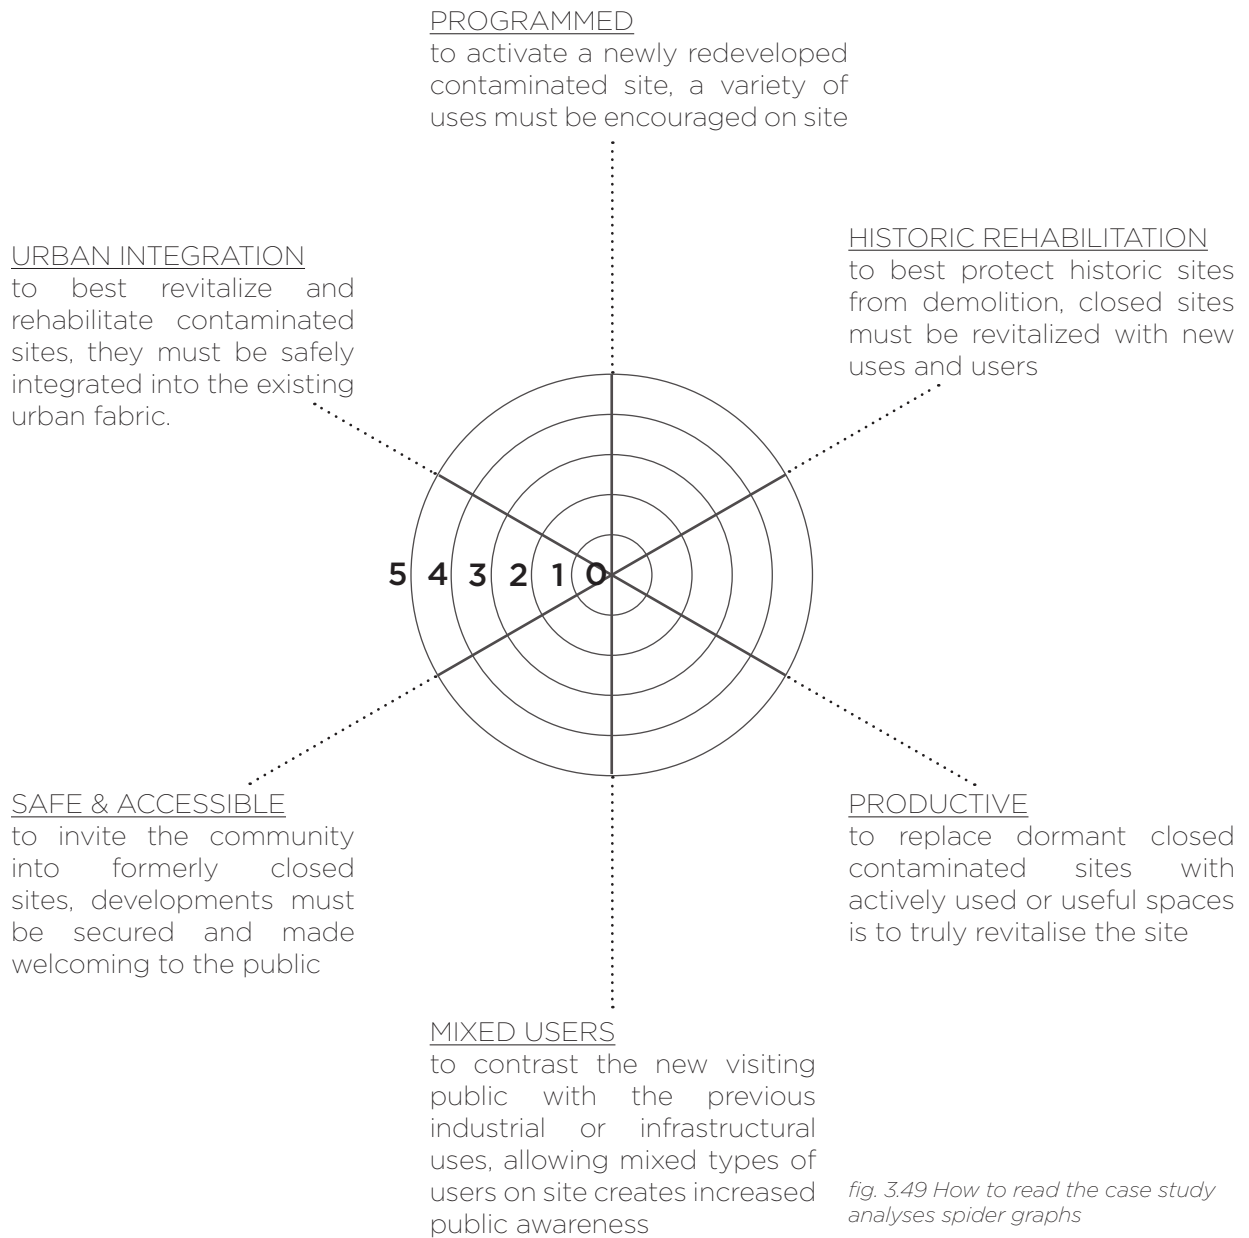 PROGRAMMED
to activate a newly redeveloped
contaminated site, a variety of
uses must be encouraged on site
URBAN INTEGRATION
to best revitalize and
rehabilitate contaminated
sites, they must be safely
integrated into the existing
urban fabric.
HISTORIC REHABILITATION
to best protect historic sites
from demolition, closed sites
must be revitalized with new
uses and users
5 4 3 2 1 0
SAFE & ACCESSIBLE
to invite the community
into formerly closed
sites, developments must
be secured and made
welcoming to the public
PRODUCTIVE
to replace dormant closed
contaminated sites with
actively used or useful spaces
is to truly revitalise the site
MIXED USERS
to contrast the new visiting
public with the previous
industrial or infrastructural
uses, allowing mixed types of
users on site creates increased
public awareness
fig. 3.49 How to read the case study
analyses spider graphs